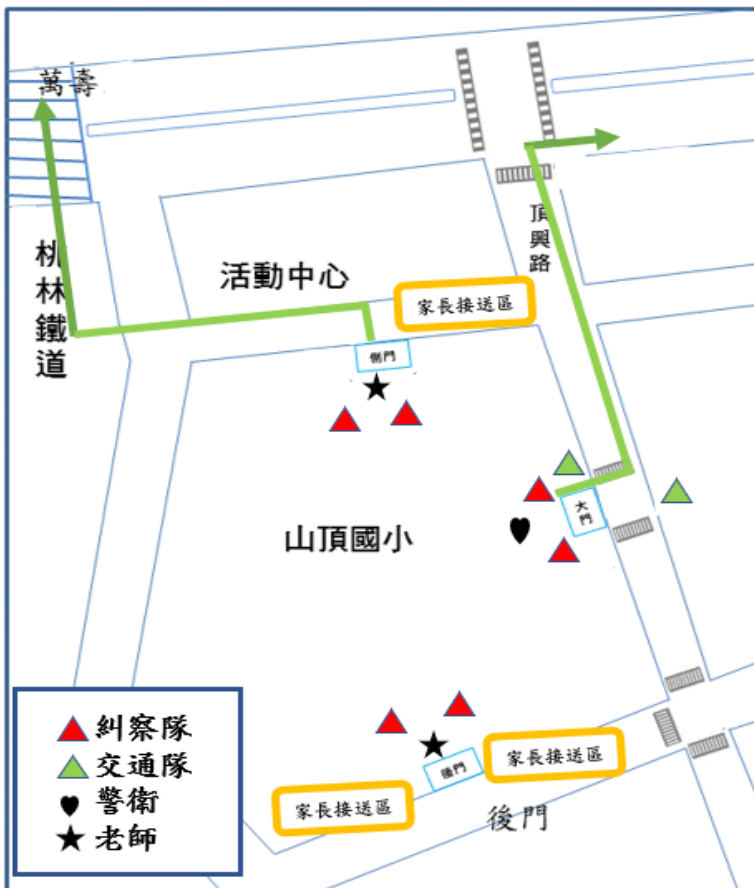 萬壽
頂興路
桃林鐵道
活動中心
家長接送區
側門
大門
山頂國小
後門
家長接送區
家長接送區
後門
糾察隊
交通隊
警衛
老師